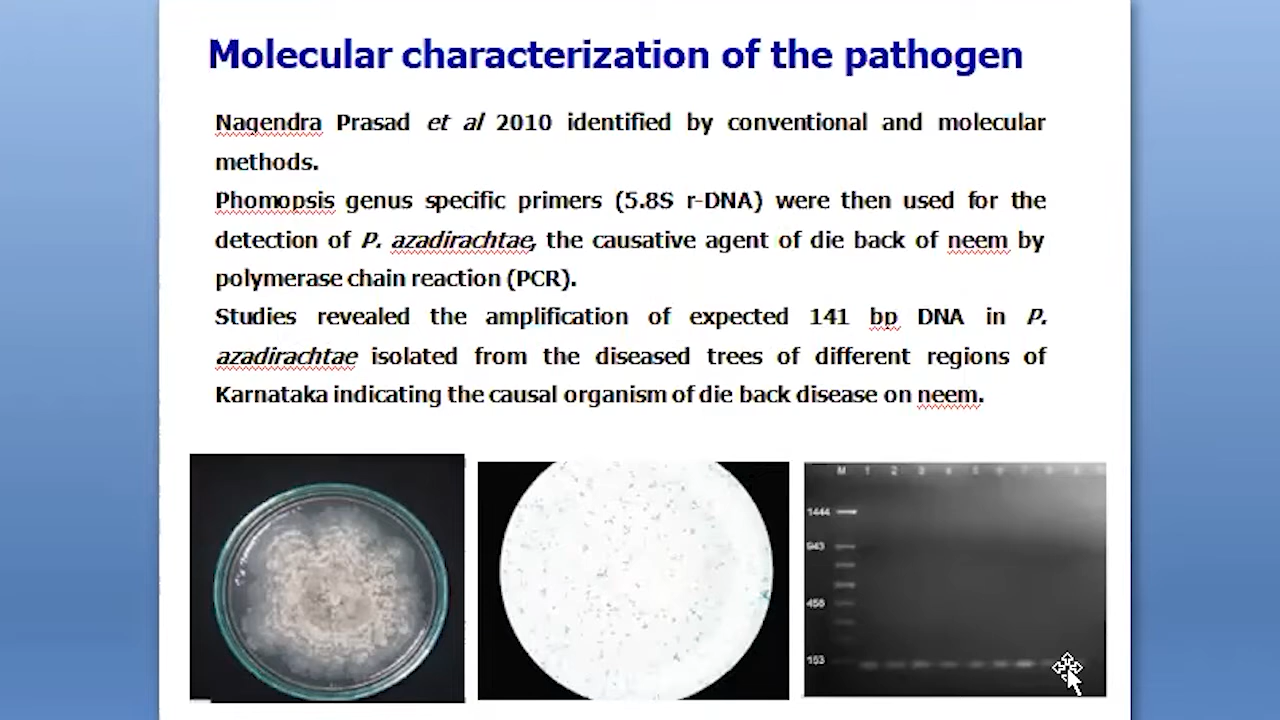 Molecular characterization of the pathogen
Nagendra Prasad et al 2010 identified by conventional and molecular
methods.
Phomopsis genus specific primers (5.8S r-DNA) were then used for the
detection of P. azadirachtae, the causative agent of die back of neem by
polymerase chain reaction (PCR).
Studies revealed the amplification of expected 141 bp DNA in P.
azadirachtae isolated from the diseased trees of different regions of
Karnataka indicating the causal organism of die back disease on neem.
M 1 2 3 4 5 6 7 8 9
1444
943
153